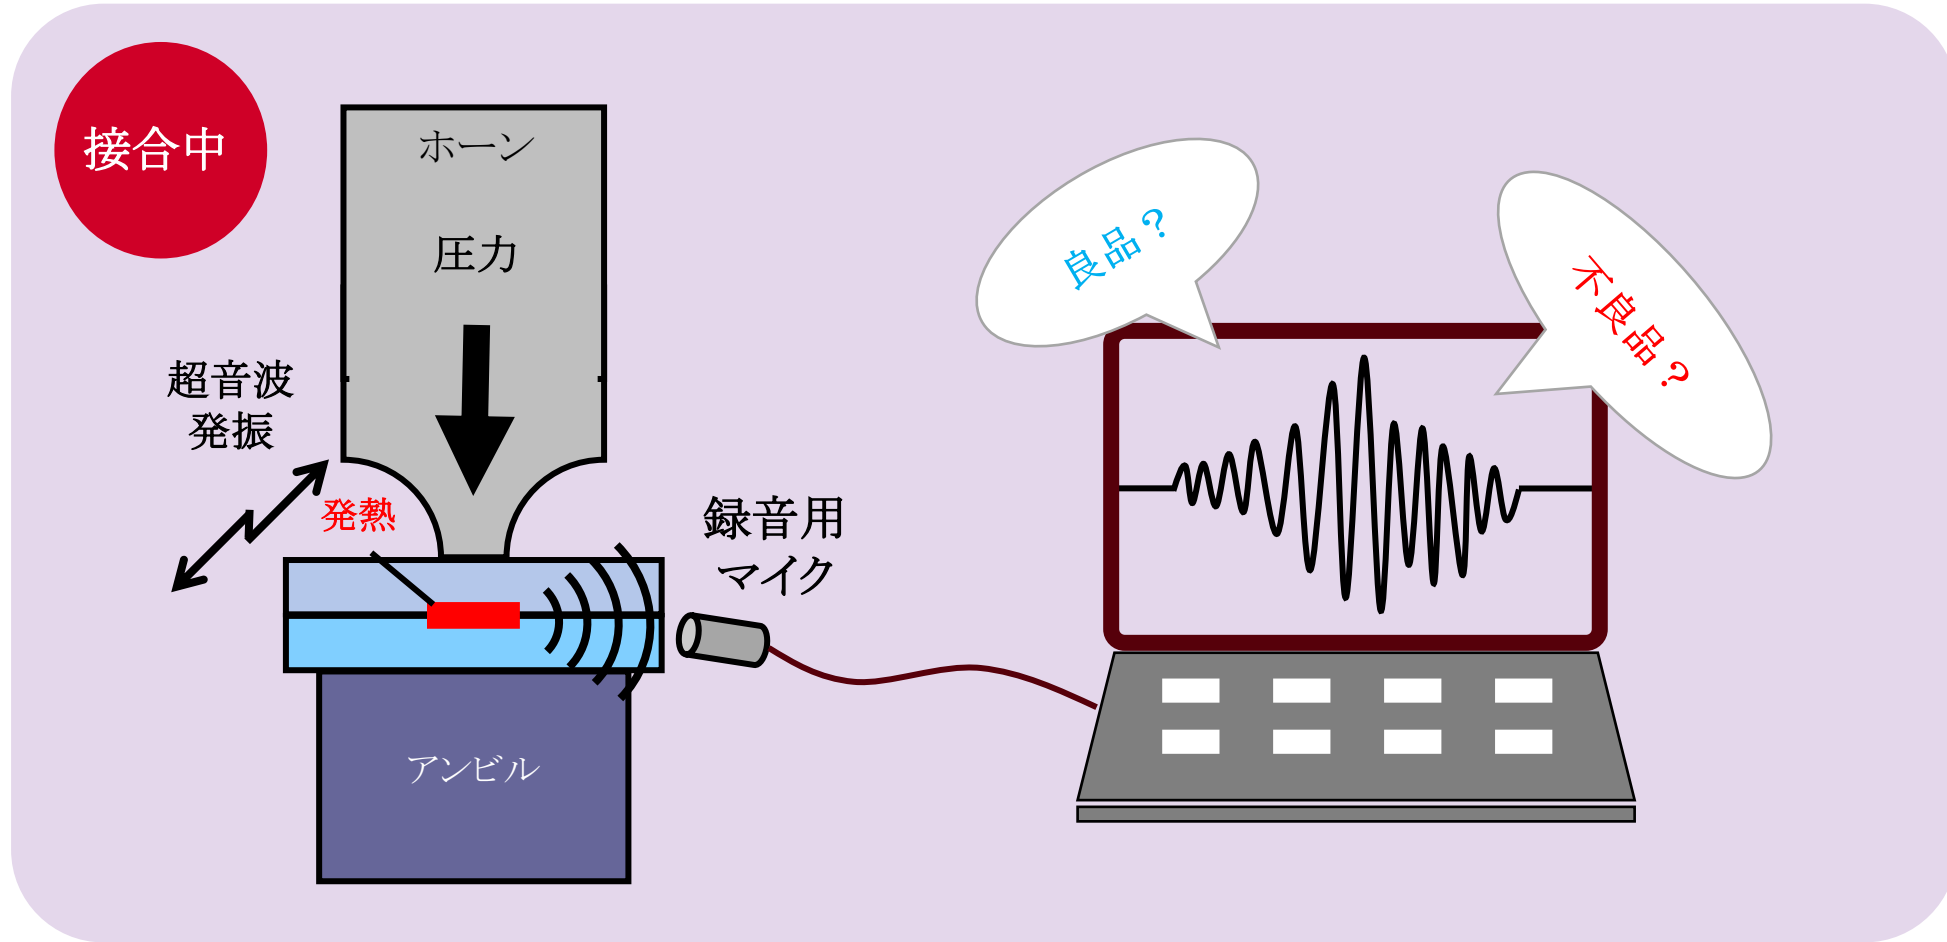 接合中
ホーン
圧力
超音波
発振
発熱
録音用
マイク
アンビル
良品？
不良品？